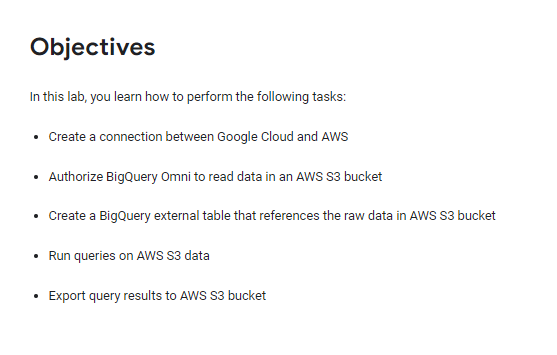 Objectives
In this lab, you learn how to perform the following tasks:
• Create a connection between Google Cloud and AWS
• Authorize BigQuery Omni to read data in an AWS S3 bucket
• Create a BigQuery external table that references the raw data in AWS S3 bucket
• Run queries on AWS S3 data
• Export query results to AWS S3 bucket